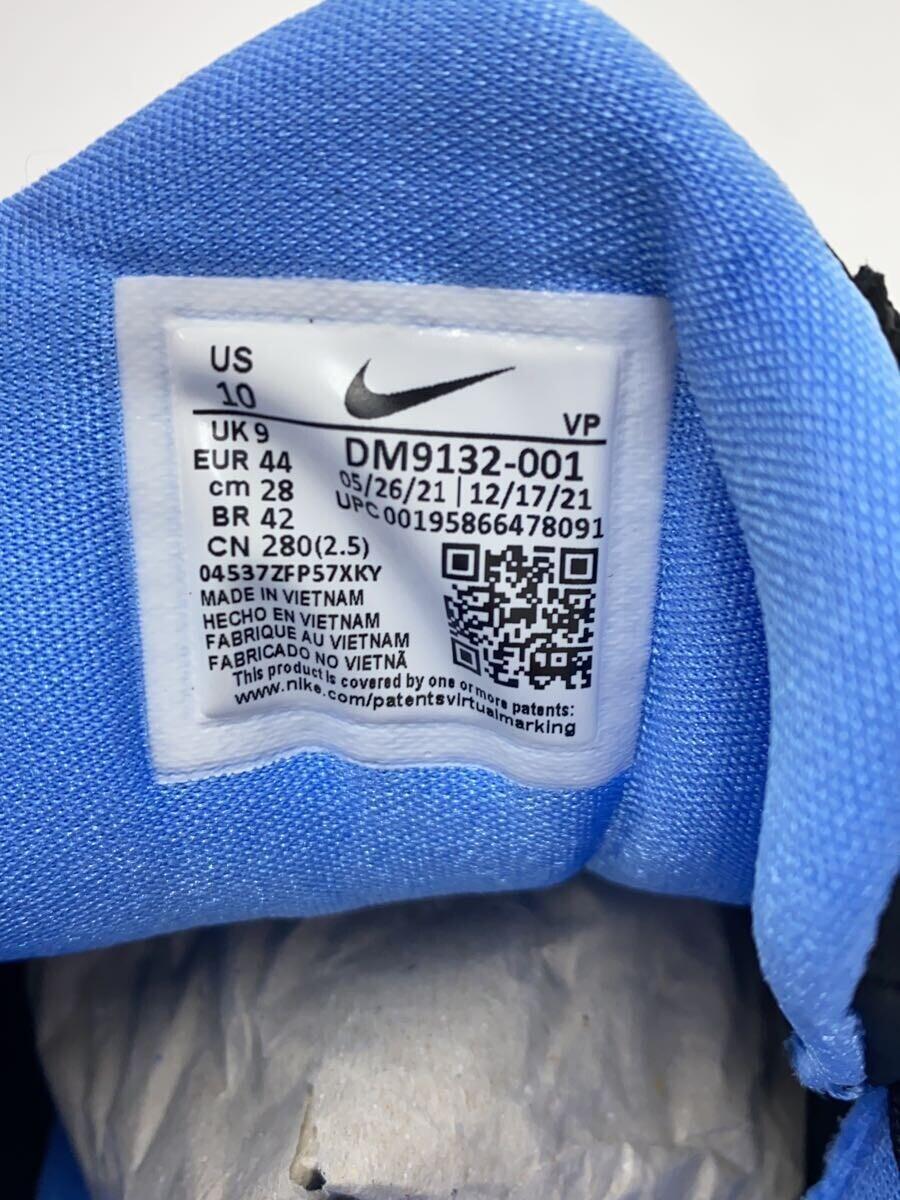 US
10
VP
UK 9
EUR 44
cm 28
BR 42
CN 280(2.5)
DM9132-001
05/26/21 | 12/17/21
UPC 00195866478091
04537ZFP57XKY
MADE IN VIETNAM
HECHO EN VIETNAM
FABRIQUE AU VIETNAM
FABRICADO NO VIETNÃ
This product is covered by one or more patents:
www.nike.com/patentsvirtualmarking